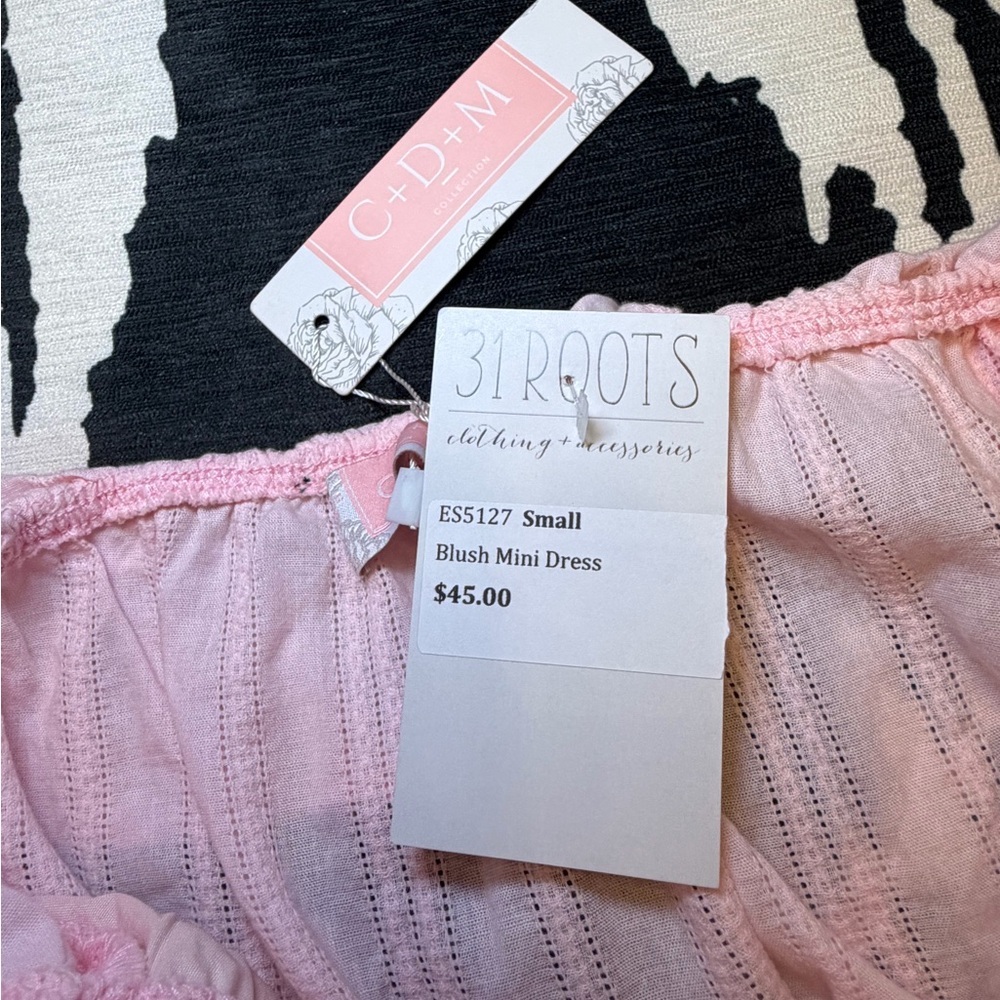 C+D+M
COLLECTION
31 ROOTS
clothing + accessories
ES5127 Small
Blush Mini Dress
$45.00